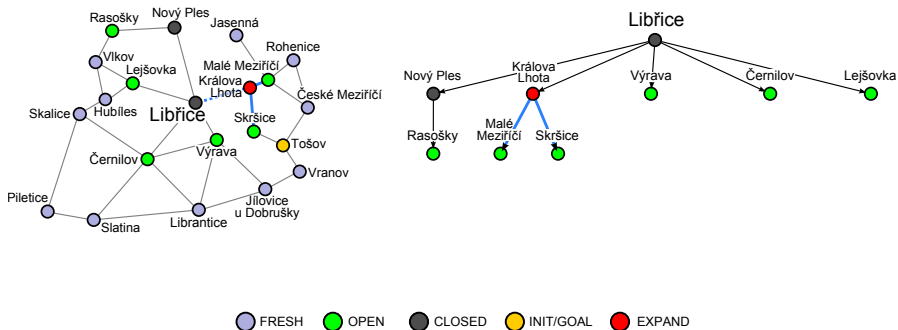 Rasošky
Nový Ples
Jasenná
Rohenice
Vlkov
Lejšovka
Malé Meziříčí
Králova
Lhota
České Meziříčí
Skalice
Hubíles
Libřice
Skršice
Tošov
Černilov
Výrava
Vranov
Piletice
Slatina
Librantice
Jílovice
u Dobrušky
Libřice
Nový Ples
Králova
Lhota
Výrava
Černilov
Lejšovka
Rasošky
Malé
Meziříčí
Skršice
FRESH
OPEN
CLOSED
INIT/GOAL
EXPAND